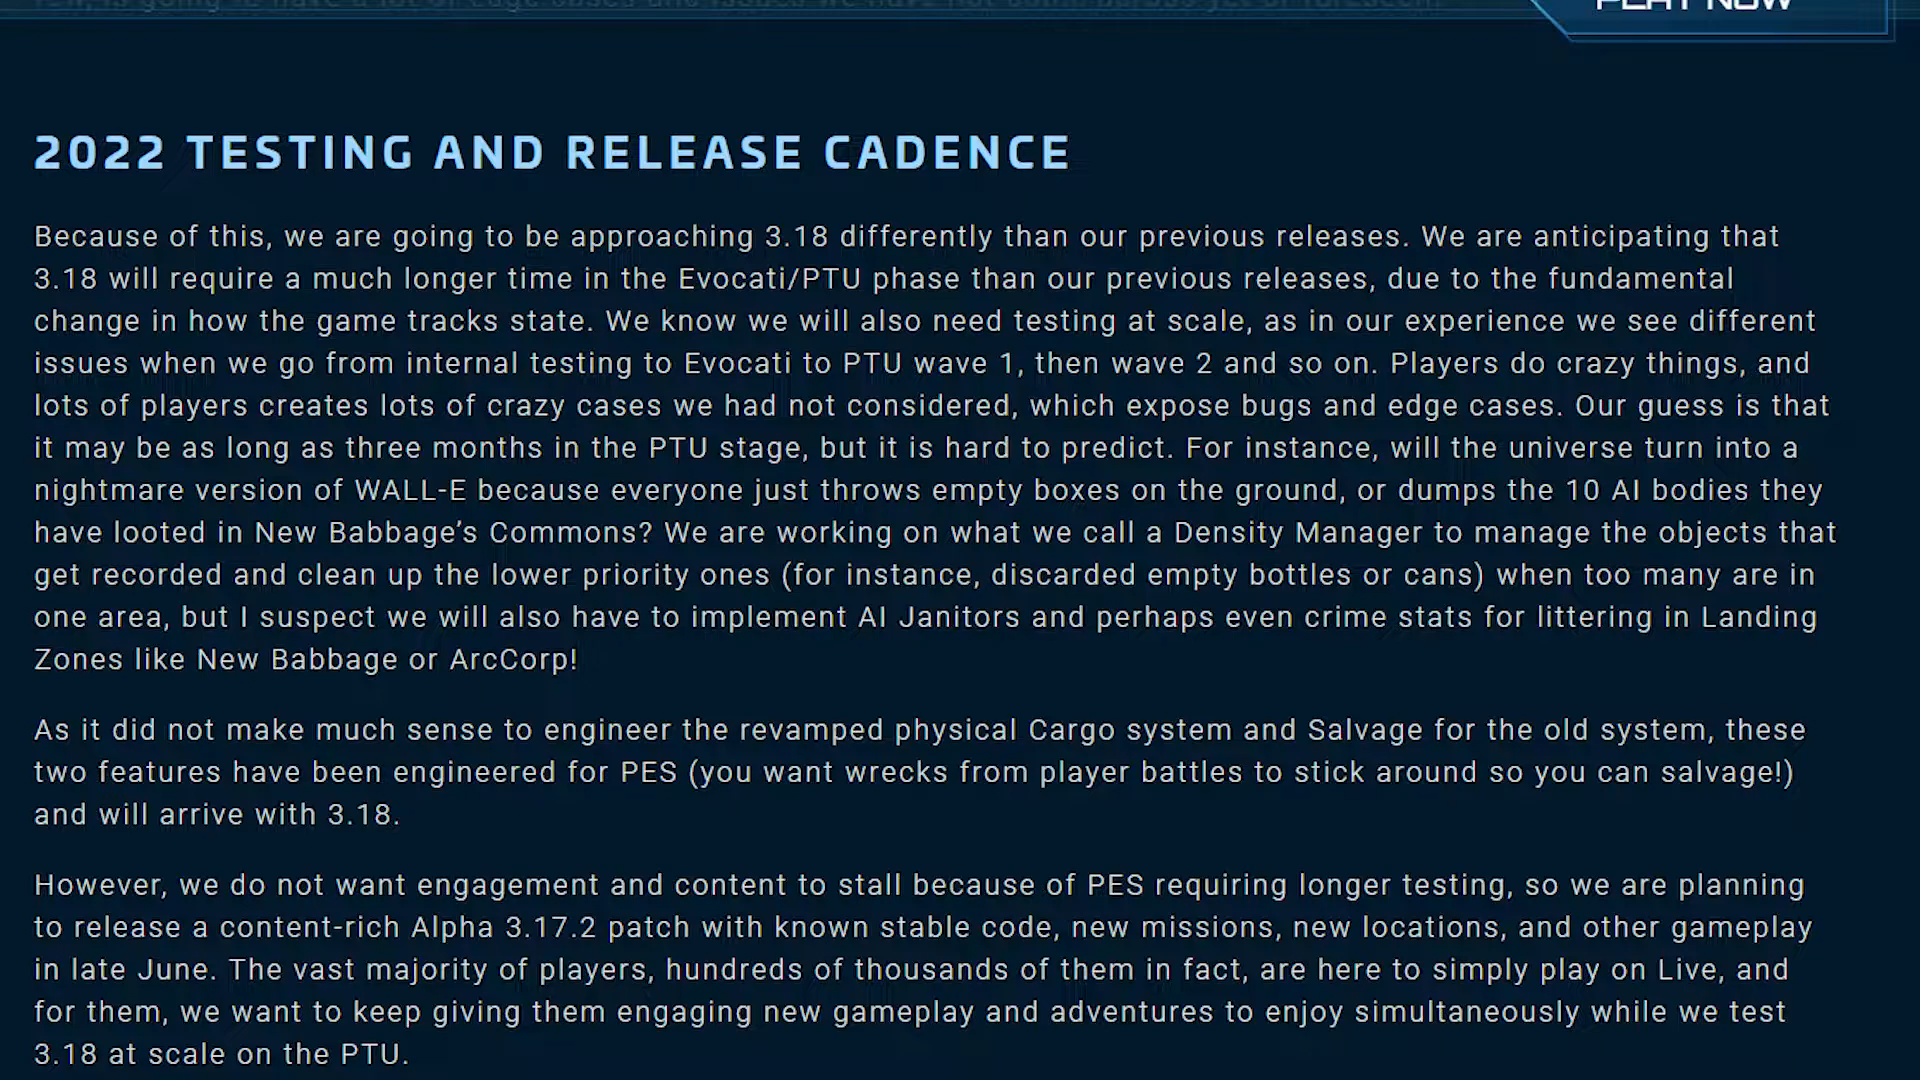 PLAY NOW
2022 TESTING AND RELEASE CADENCE
Because of this, we are going to be approaching 3.18 differently than our previous releases. We are anticipating that
3.18 will require a much longer time in the Evocati/PTU phase than our previous releases, due to the fundamental
change in how the game tracks state. We know we will also need testing at scale, as in our experience we see different
issues when we go from internal testing to Evocati to PTU wave 1, then wave 2 and so on. Players do crazy things, and
lots of players creates lots of crazy cases we had not considered, which expose bugs and edge cases. Our guess is that
it may be as long as three months in the PTU stage, but it is hard to predict. For instance, will the universe turn into a
nightmare version of WALL-E because everyone just throws empty boxes on the ground, or dumps the 10 AI bodies they
have looted in New Babbage’s Commons? We are working on what we call a Density Manager to manage the objects that
get recorded and clean up the lower priority ones (for instance, discarded empty bottles or cans) when too many are in
one area, but I suspect we will also have to implement AI Janitors and perhaps even crime stats for littering in Landing
Zones like New Babbage or ArcCorp!
As it did not make much sense to engineer the revamped physical Cargo system and Salvage for the old system, these
two features have been engineered for PES (you want wrecks from player battles to stick around so you can salvage!)
and will arrive with 3.18.
However, we do not want engagement and content to stall because of PES requiring longer testing, so we are planning
to release a content-rich Alpha 3.17.2 patch with known stable code, new missions, new locations, and other gameplay
in late June. The vast majority of players, hundreds of thousands of them in fact, are here to simply play on Live, and
for them, we want to keep giving them engaging new gameplay and adventures to enjoy simultaneously while we test
3.18 at scale on the PTU.